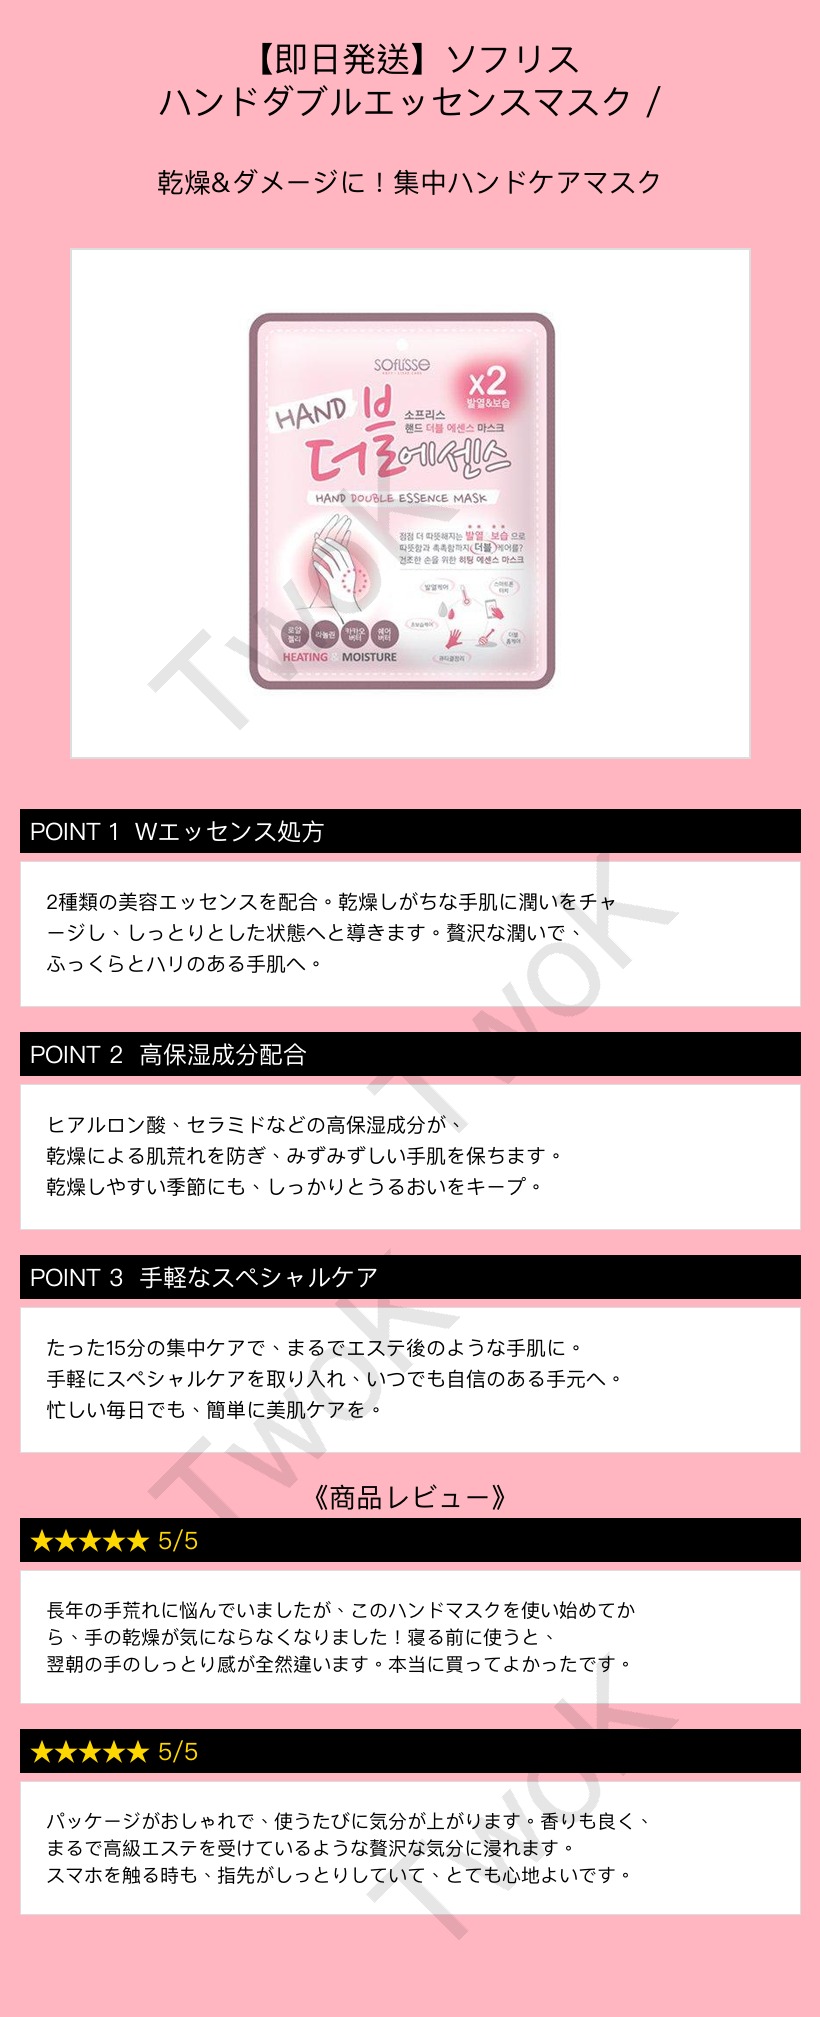 【即日発送】ソフリス
ハンドダブルエッセンスマスク /
乾燥&ダメージに！集中ハンドケアマスク
soflisse
x2
발열&보습
HAND
더블
소프리스
핸드 더블 에센스 마스크
에센스
HAND DOUBLE ESSENCE MASK
점점 더 따뜻해지는 발열 보습 으로
따뜻함과 촉촉함까지 더블 케어를?
건조한 손을 위한 히팅 에센스 마스크
발열케어
스마트폰
터치
보습케어
더블
홈케어
큐티클정리
로얄
젤리
라놀린
카카오
버터
쉐어
버터
HEATING MOISTURE
TwoK
POINT 1 Wエッセンス処方
2種類の美容エッセンスを配合。乾燥しがちな手肌に潤いをチャ
ージし、しっとりとした状態へと導きます。贅沢な潤いで、
ふっくらとハリのある手肌へ。
TwoK
POINT 2 高保湿成分配合
ヒアルロン酸、セラミドなどの高保湿成分が、
乾燥による肌荒れを防ぎ、みずみずしい手肌を保ちます。
乾燥しやすい季節にも、しっかりとうるおいをキープ。
POINT 3 手軽なスペシャルケア
たった15分の集中ケアで、まるでエステ後のような手肌に。
手軽にスペシャルケアを取り入れ、いつでも自信のある手元へ。
忙しい毎日でも、簡単に美肌ケアを。
TwoK
《商品レビュー》
★★★★★ 5/5
長年の手荒れに悩んでいましたが、このハンドマスクを使い始めてか
ら、手の乾燥が気にならなくなりました！寝る前に使うと、
翌朝の手のしっとり感が全然違います。本当に買ってよかったです。
★★★★★ 5/5
パッケージがおしゃれで、使うたびに気分が上がります。香りも良く、
まるで高級エステを受けているような贅沢な気分に浸れます。
スマホを触る時も、指先がしっとりしていて、とても心地よいです。
TwoK